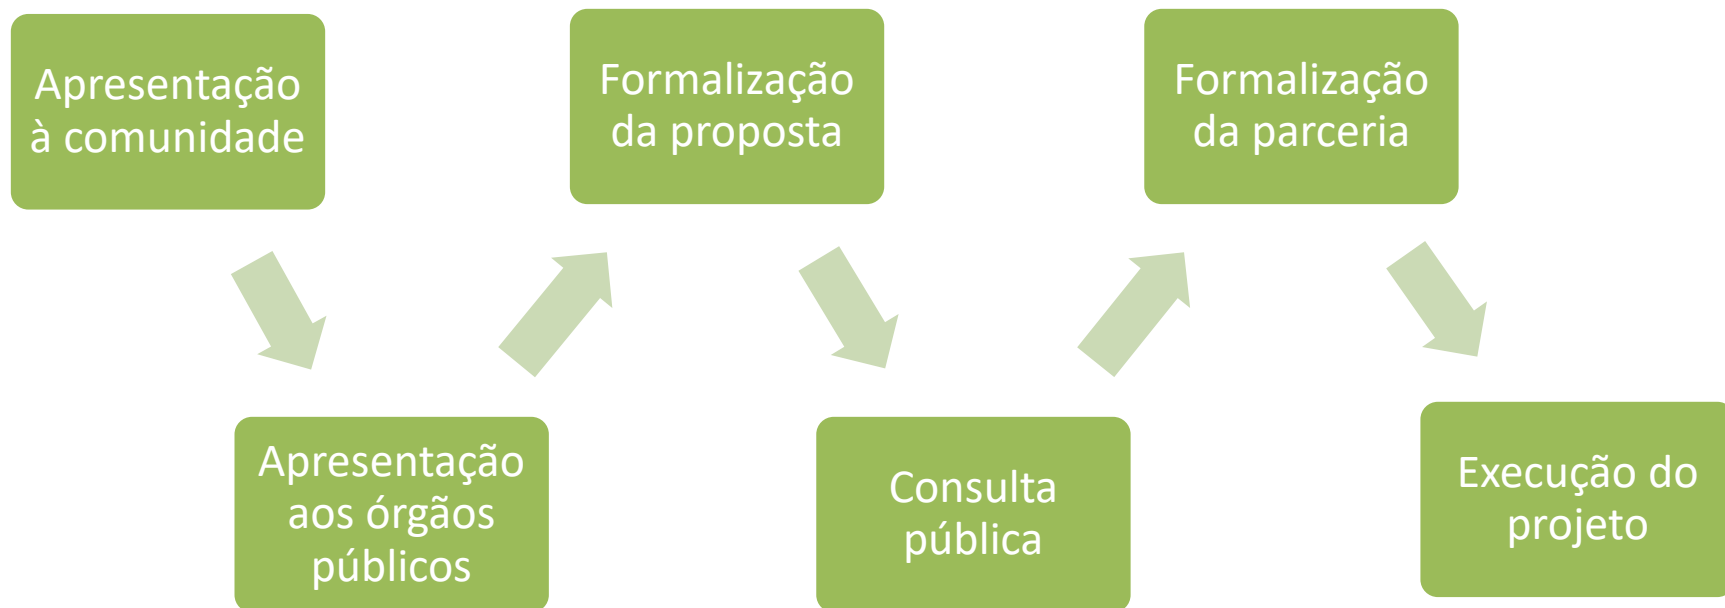 Apresentação
à comunidade
Apresentação
aos órgãos
públicos
Formalização
da proposta
Consulta
pública
Formalização
da parceria
Execução do
projeto